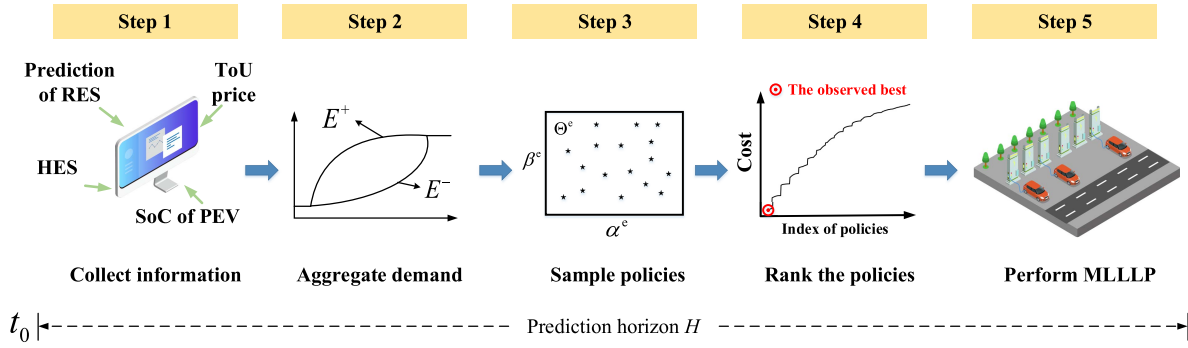 Step 1
Step 2
Step 3
Step 4
Step 5
Prediction
of RES
ToU
price
HES
SoC of PEV
E⁺
E⁻
Θᵉ
βᵉ
αᵉ
The observed best
Cost
Index of policies
Collect information
Aggregate demand
Sample policies
Rank the policies
Perform MLLLP
t₀
Prediction horizon H